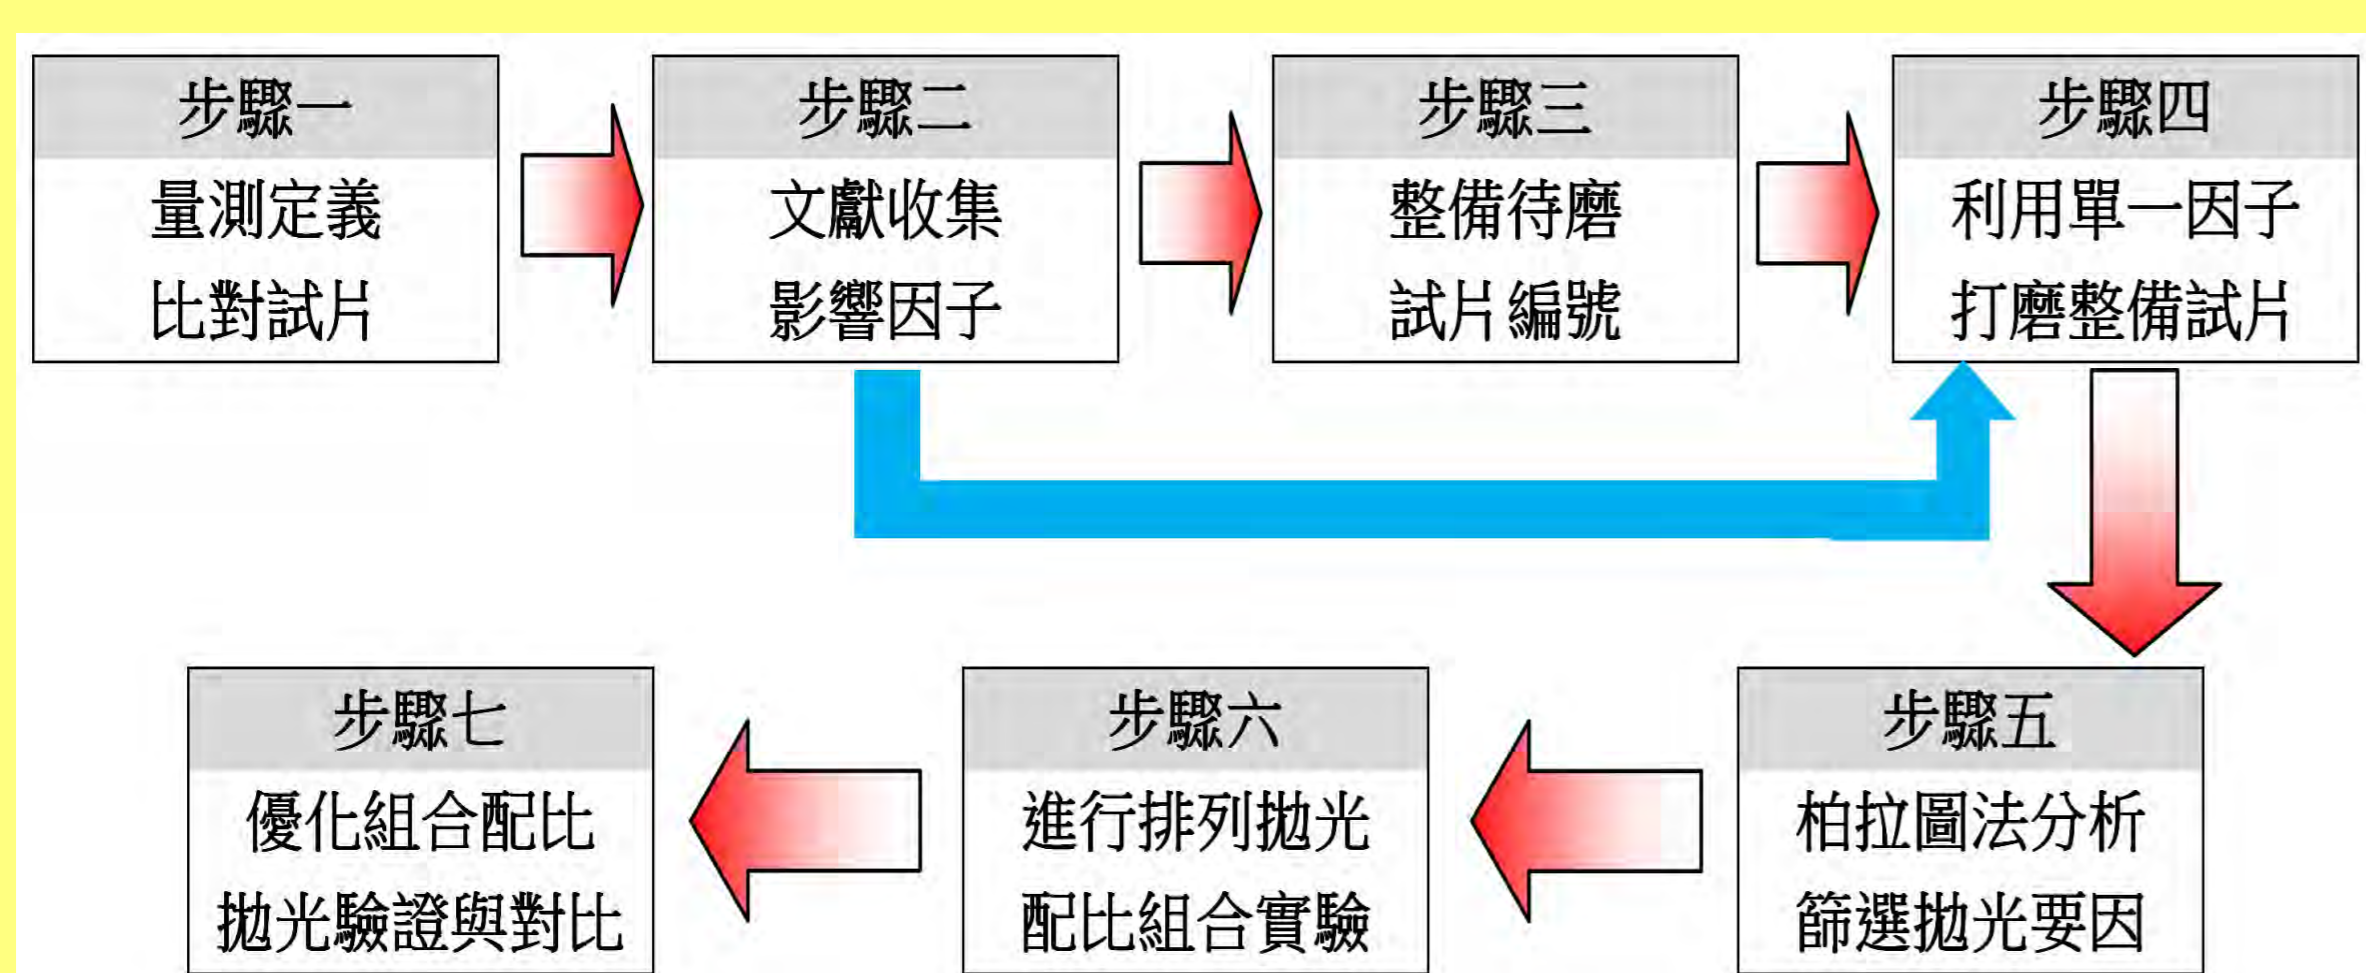 步驟一
量測定義
比對試片
步驟二
文獻收集
影響因子
步驟三
整備待磨
試片編號
步驟四
利用單一因子
打磨整備試片
步驟五
柏拉圖法分析
篩選拋光要因
步驟六
進行排列拋光
配比組合實驗
步驟七
優化組合配比
拋光驗證與對比